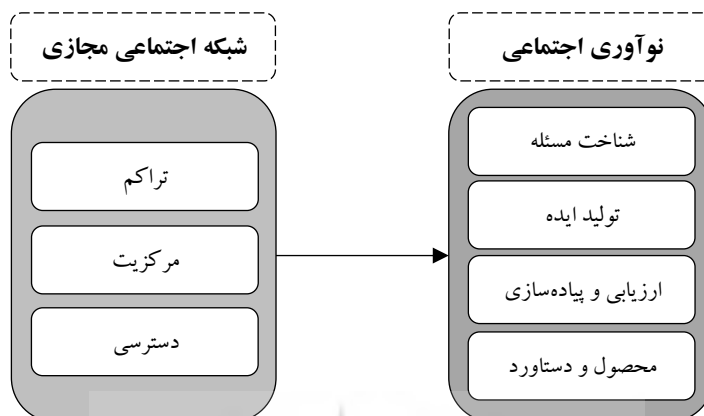 شبکه اجتماعی مجازی
تراکم
مرکزیت
دسترسی
نوآوری اجتماعی
شناخت مسئله
تولید ایده
ارزیابی و پیاده‌سازی
محصول و دستاورد